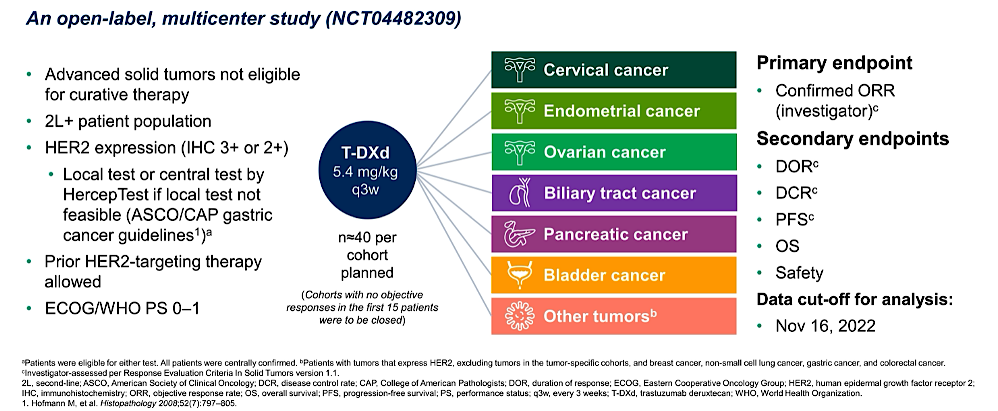 An open-label, multicenter study (NCT04482309)
• Advanced solid tumors not eligible
for curative therapy
• 2L+ patient population
• HER2 expression (IHC 3+ or 2+)
• Local test or central test by
HercepTest if local test not
feasible (ASCO/CAP gastric
cancer guidelines¹)ᵃ
• Prior HER2-targeting therapy
allowed
• ECOG/WHO PS 0–1
T-DXd
5.4 mg/kg
q3w
n≈40 per
cohort
planned
(Cohorts with no objective
responses in the first 15 patients
were to be closed)
Cervical cancer
Endometrial cancer
Ovarian cancer
Biliary tract cancer
Pancreatic cancer
Bladder cancer
Other tumorsᵇ
Primary endpoint
• Confirmed ORR
(investigator)ᶜ
Secondary endpoints
• DORᶜ
• DCRᶜ
• PFSᶜ
• OS
• Safety
Data cut-off for analysis:
• Nov 16, 2022
ᵃPatients were eligible for either test. All patients were centrally confirmed. ᵇPatients with tumors that express HER2, excluding tumors in the tumor-specific cohorts, and breast cancer, non-small cell lung cancer, gastric cancer, and colorectal cancer.
ᶜInvestigator-assessed per Response Evaluation Criteria In Solid Tumors version 1.1.
2L, second-line; ASCO, American Society of Clinical Oncology; DCR, disease control rate; CAP, College of American Pathologists; DOR, duration of response; ECOG, Eastern Cooperative Oncology Group; HER2, human epidermal growth factor receptor 2;
IHC, immunohistochemistry; ORR, objective response rate; OS, overall survival; PFS, progression-free survival; PS, performance status; q3w, every 3 weeks; T-DXd, trastuzumab deruxtecan; WHO, World Health Organization.
1. Hofmann M, et al. Histopathology 2008;52(7):797–805.